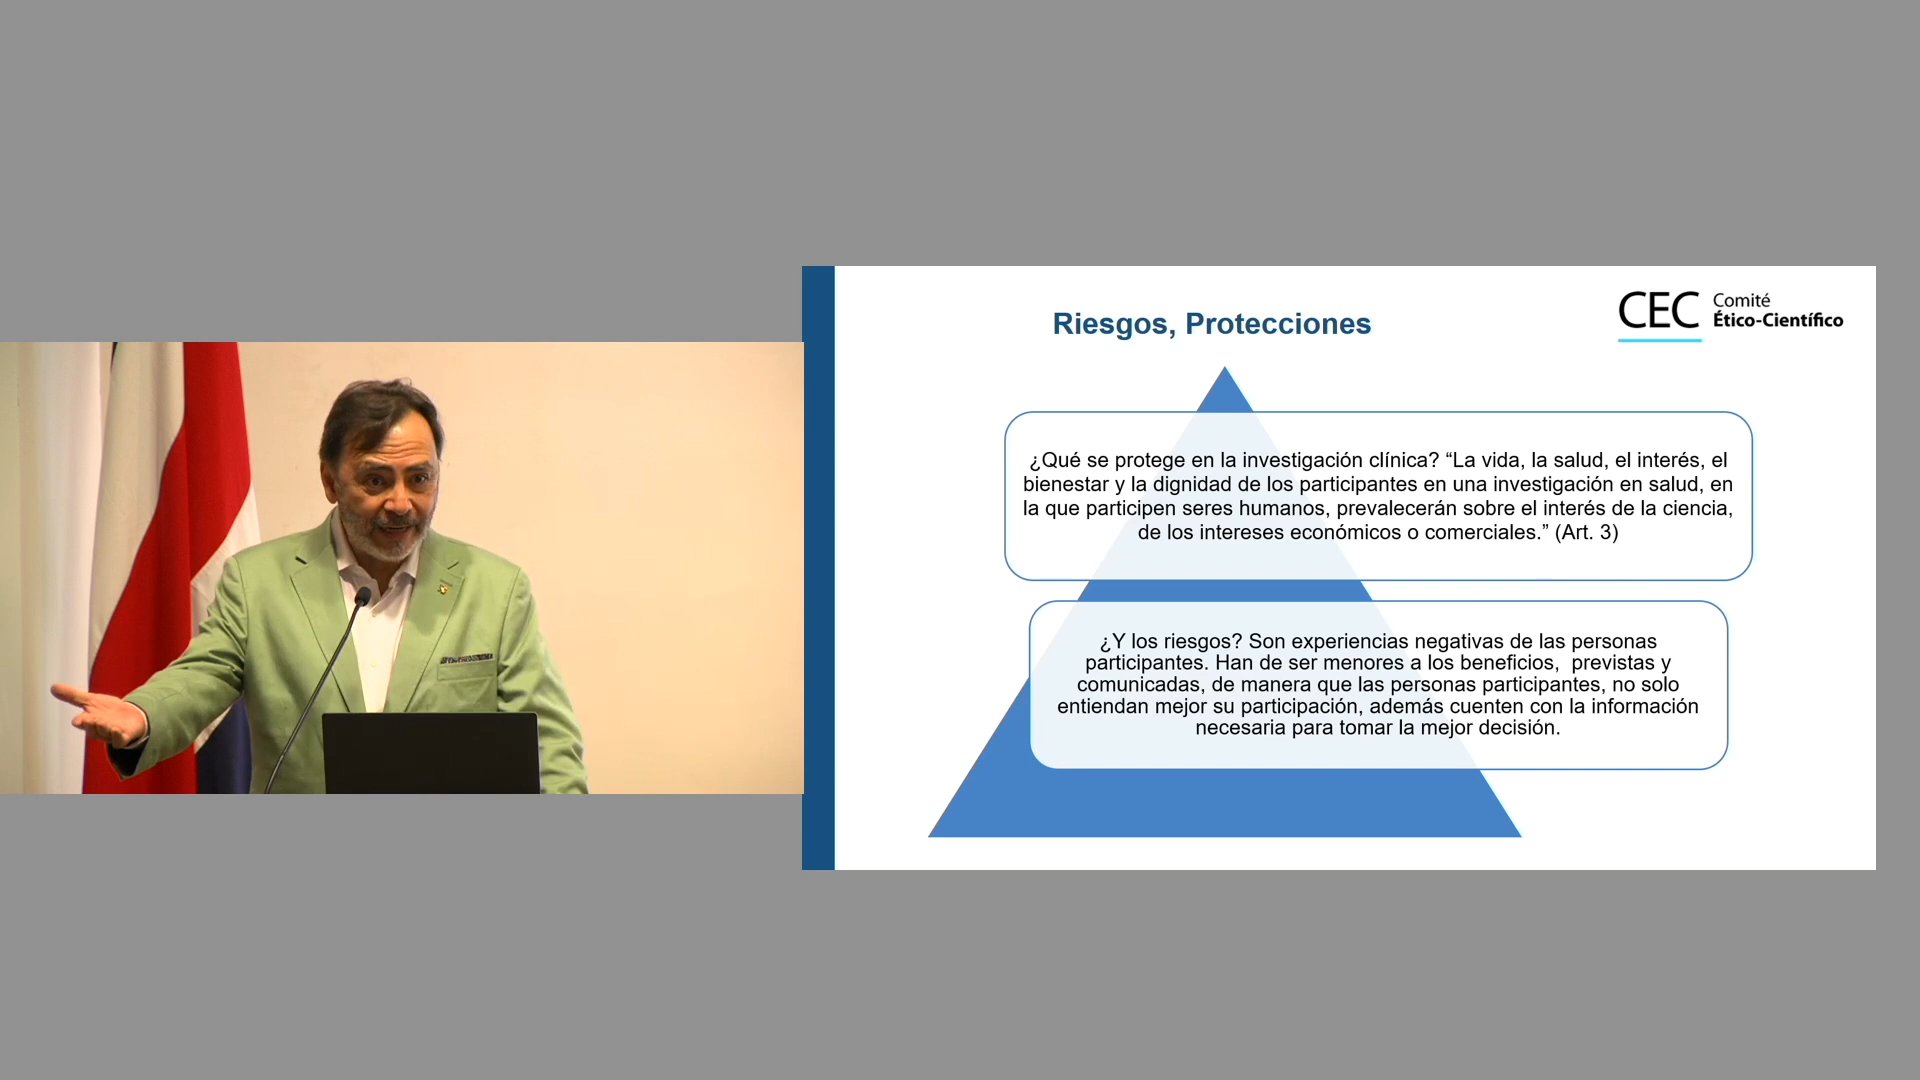 Riesgos, Protecciones
CEC Comité
Ético-Científico
¿Qué se protege en la investigación clínica? “La vida, la salud, el interés, el
bienestar y la dignidad de los participantes en una investigación en salud, en
la que participen seres humanos, prevalecerán sobre el interés de la ciencia,
de los intereses económicos o comerciales.” (Art. 3)
¿Y los riesgos? Son experiencias negativas de las personas
participantes. Han de ser menores a los beneficios,  previstas y
comunicadas, de manera que las personas participantes, no solo
entiendan mejor su participación, además cuenten con la información
necesaria para tomar la mejor decisión.